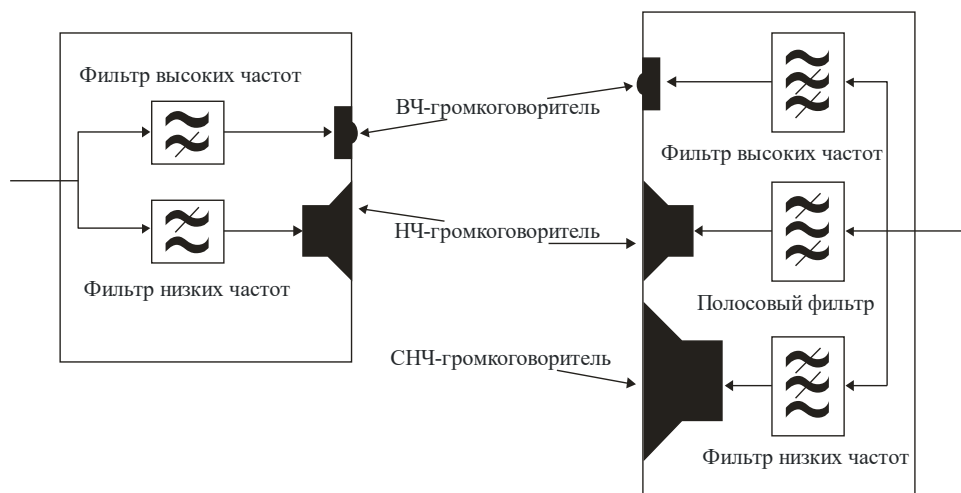 Фильтр высоких частот
ВЧ-громкоговоритель
Фильтр высоких частот
НЧ-громкоговоритель
Фильтр низких частот
Полосовый фильтр
СНЧ-громкоговоритель
Фильтр низких частот